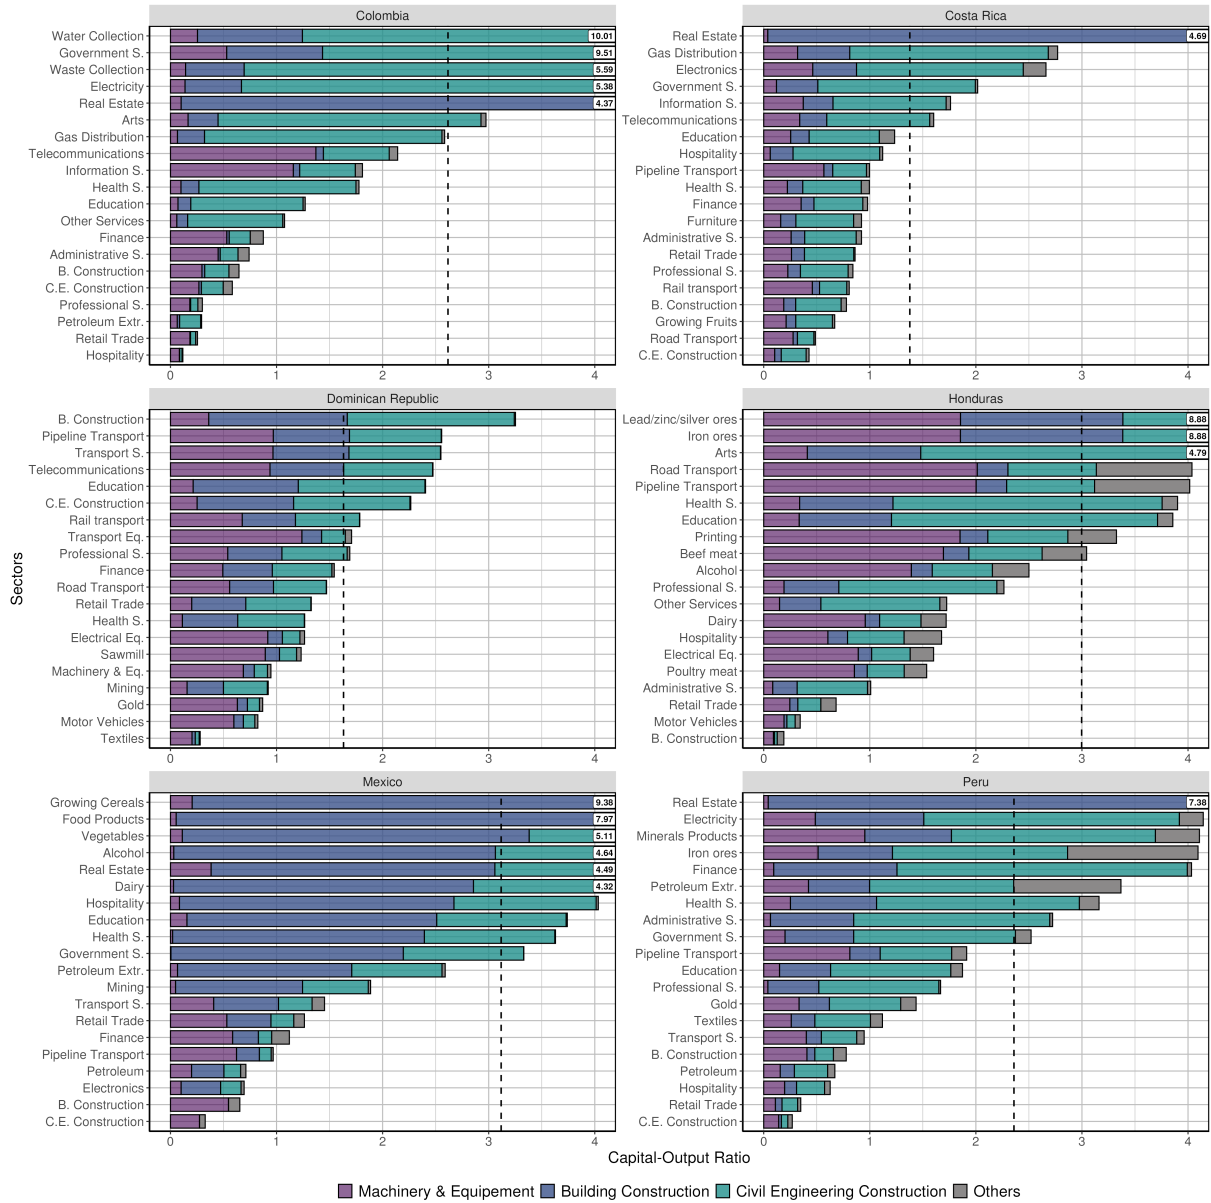 Colombia
Water Collection
Government S.
Waste Collection
Electricity
Real Estate
Arts
Gas Distribution
Telecommunications
Information S.
Health S.
Education
Other Services
Finance
Administrative S.
B. Construction
C.E. Construction
Professional S.
Petroleum Extr.
Retail Trade
Hospitality
10.01
9.51
5.59
5.38
4.37
0 1 2 3 4
Costa Rica
Real Estate
Gas Distribution
Electronics
Government S.
Information S.
Telecommunications
Education
Hospitality
Pipeline Transport
Health S.
Finance
Furniture
Administrative S.
Retail Trade
Professional S.
Rail transport
B. Construction
Growing Fruits
Road Transport
C.E. Construction
4.69
0 1 2 3 4
Dominican Republic
B. Construction
Pipeline Transport
Transport S.
Telecommunications
Education
C.E. Construction
Rail transport
Transport Eq.
Professional S.
Finance
Road Transport
Retail Trade
Health S.
Electrical Eq.
Sawmill
Machinery & Eq.
Mining
Gold
Motor Vehicles
Textiles
0 1 2 3 4
Honduras
Lead/zinc/silver ores
Iron ores
Arts
Road Transport
Pipeline Transport
Health S.
Education
Printing
Beef meat
Alcohol
Professional S.
Other Services
Dairy
Hospitality
Electrical Eq.
Poultry meat
Administrative S.
Retail Trade
Motor Vehicles
B. Construction
8.88
8.88
4.79
0 1 2 3 4
Mexico
Growing Cereals
Food Products
Vegetables
Alcohol
Real Estate
Dairy
Hospitality
Education
Health S.
Government S.
Petroleum Extr.
Mining
Transport S.
Retail Trade
Finance
Pipeline Transport
Petroleum
Electronics
B. Construction
C.E. Construction
9.38
7.97
5.11
4.64
4.49
4.32
0 1 2 3 4
Peru
Real Estate
Electricity
Minerals Products
Iron ores
Finance
Petroleum Extr.
Health S.
Administrative S.
Government S.
Pipeline Transport
Education
Professional S.
Gold
Textiles
Transport S.
B. Construction
Petroleum
Hospitality
Retail Trade
C.E. Construction
7.38
0 1 2 3 4
Sectors
Capital-Output Ratio
Machinery & Equipement Building Construction Civil Engineering Construction Others